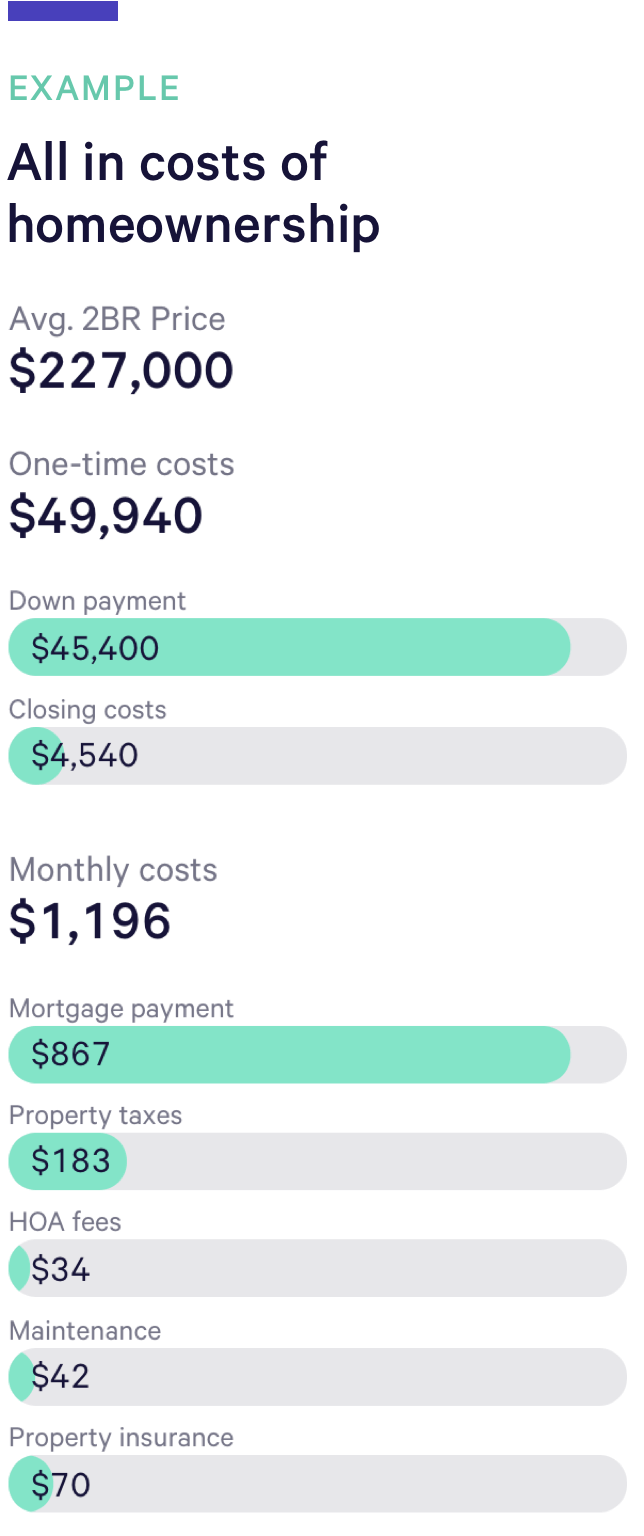 EXAMPLE
All in costs of
homeownership
Avg. 2BR Price
$227,000
One-time costs
$49,940
Down payment
$45,400
Closing costs
$4,540
Monthly costs
$1,196
Mortgage payment
$867
Property taxes
$183
HOA fees
$34
Maintenance
$42
Property insurance
$70